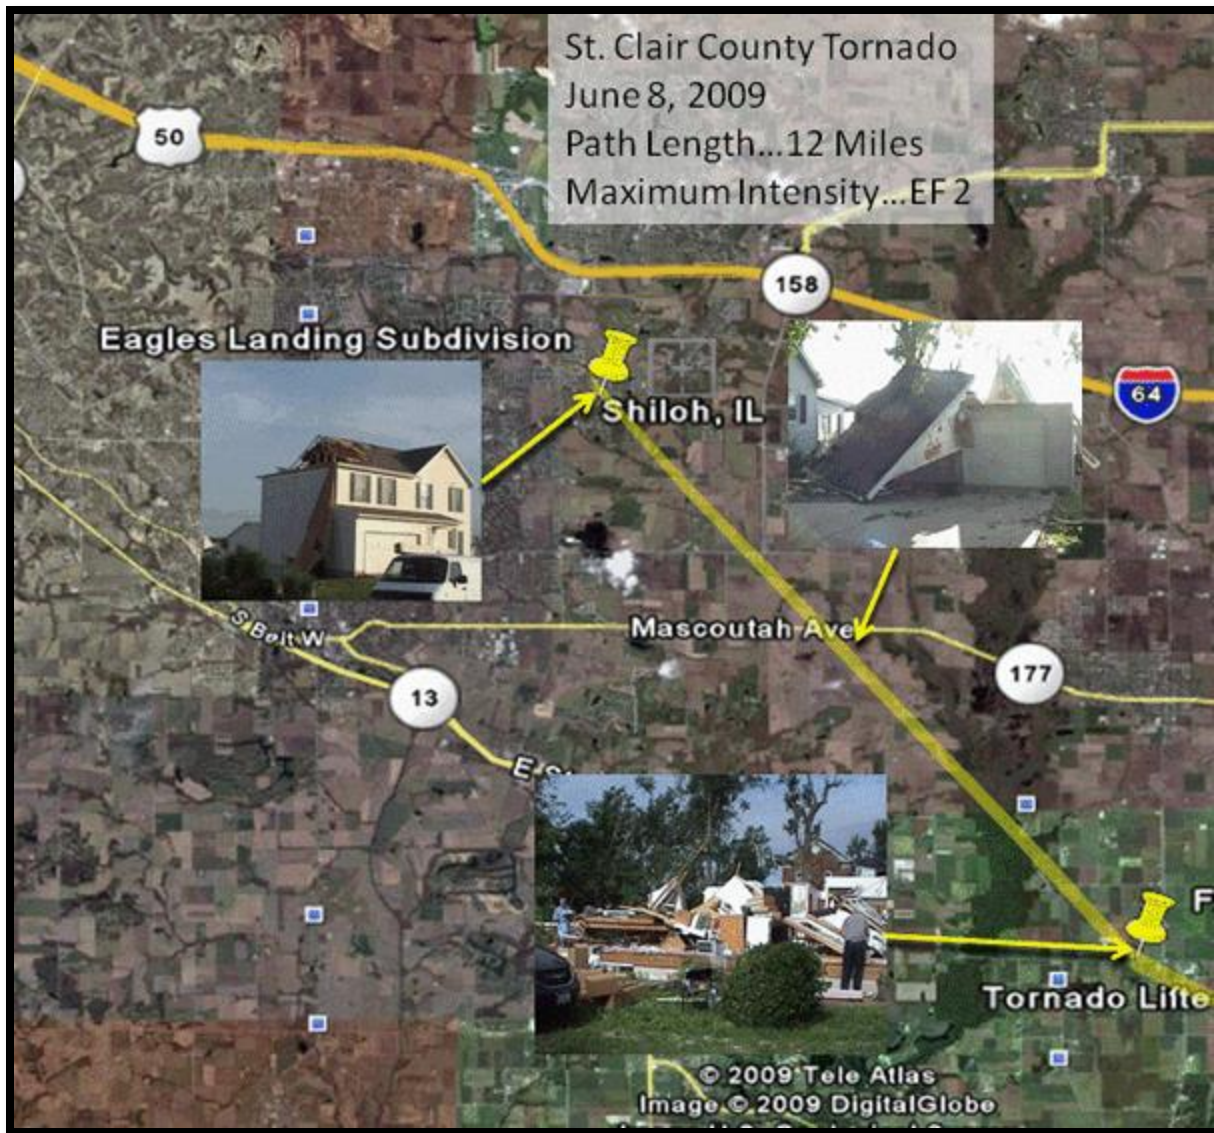 St. Clair County Tornado
June 8, 2009
Path Length...12 Miles
Maximum Intensity...EF 2
50
158
Eagles Landing Subdivision
64
Shiloh, IL
S Belt W
Mascoutah Ave
177
13
E
F
Tornado Lifte
© 2009 Tele Atlas
Image © 2009 DigitalGlobe